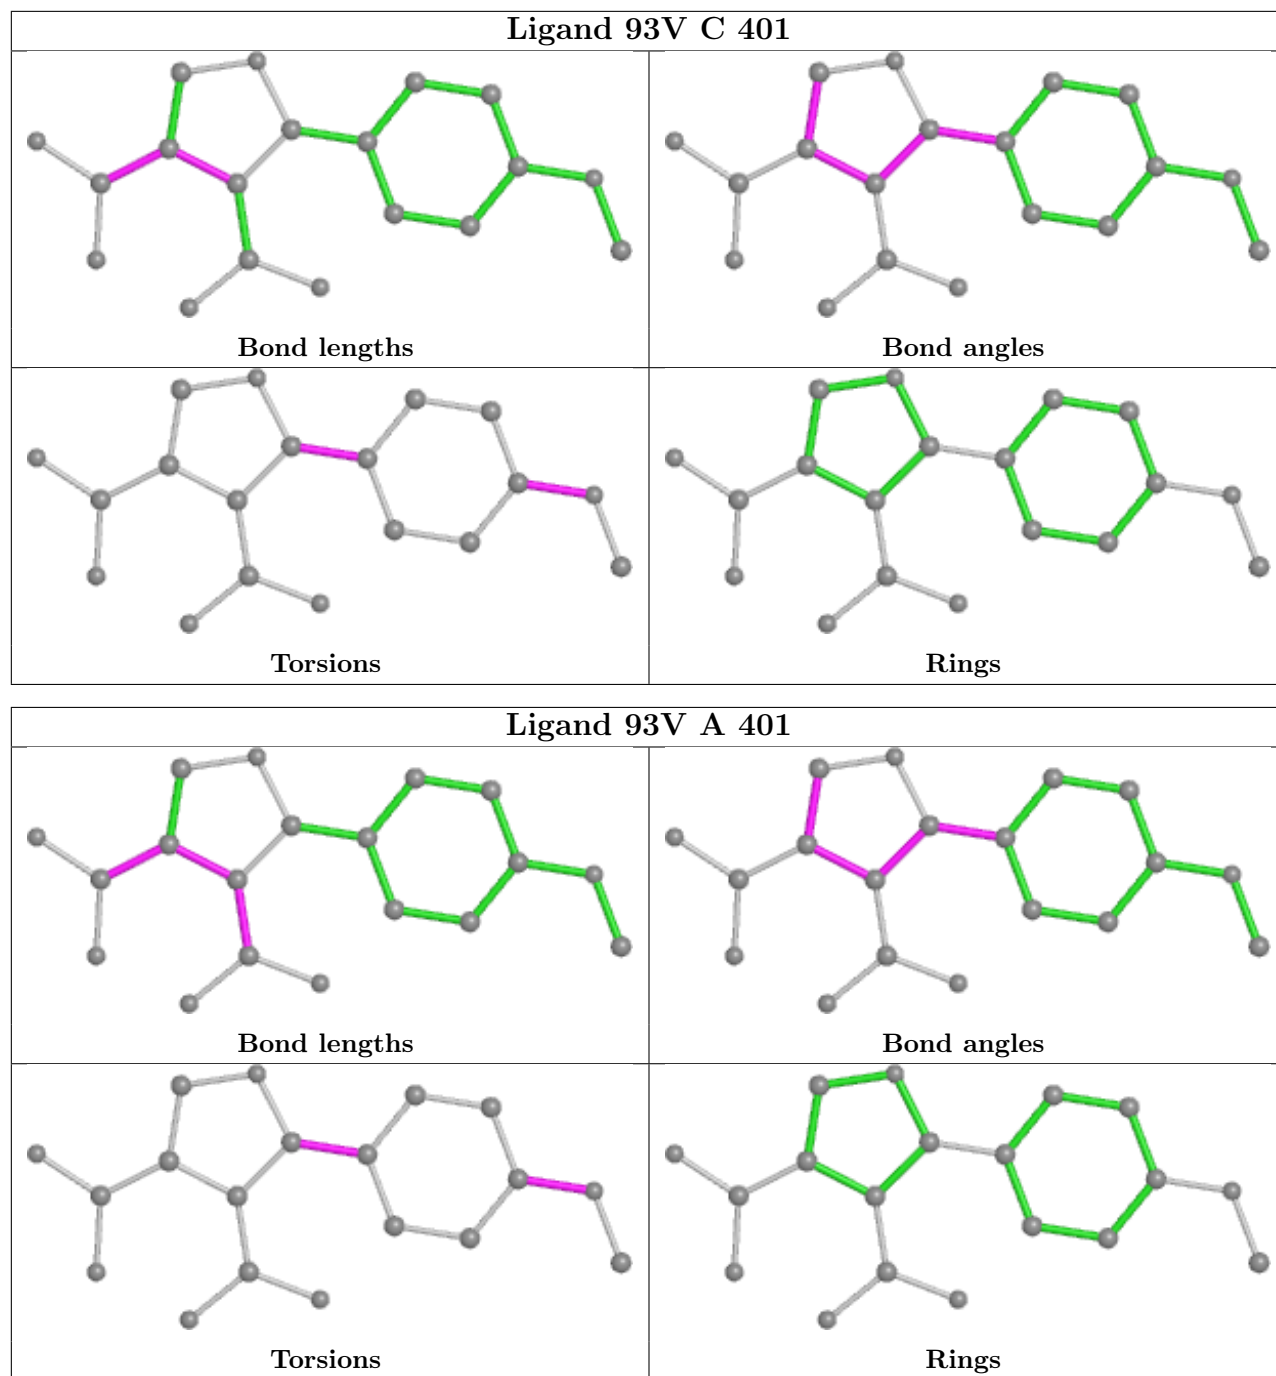 Ligand 93V C 401
Bond lengths
Bond angles
Torsions
Rings
Ligand 93V A 401
Bond lengths
Bond angles
Torsions
Rings